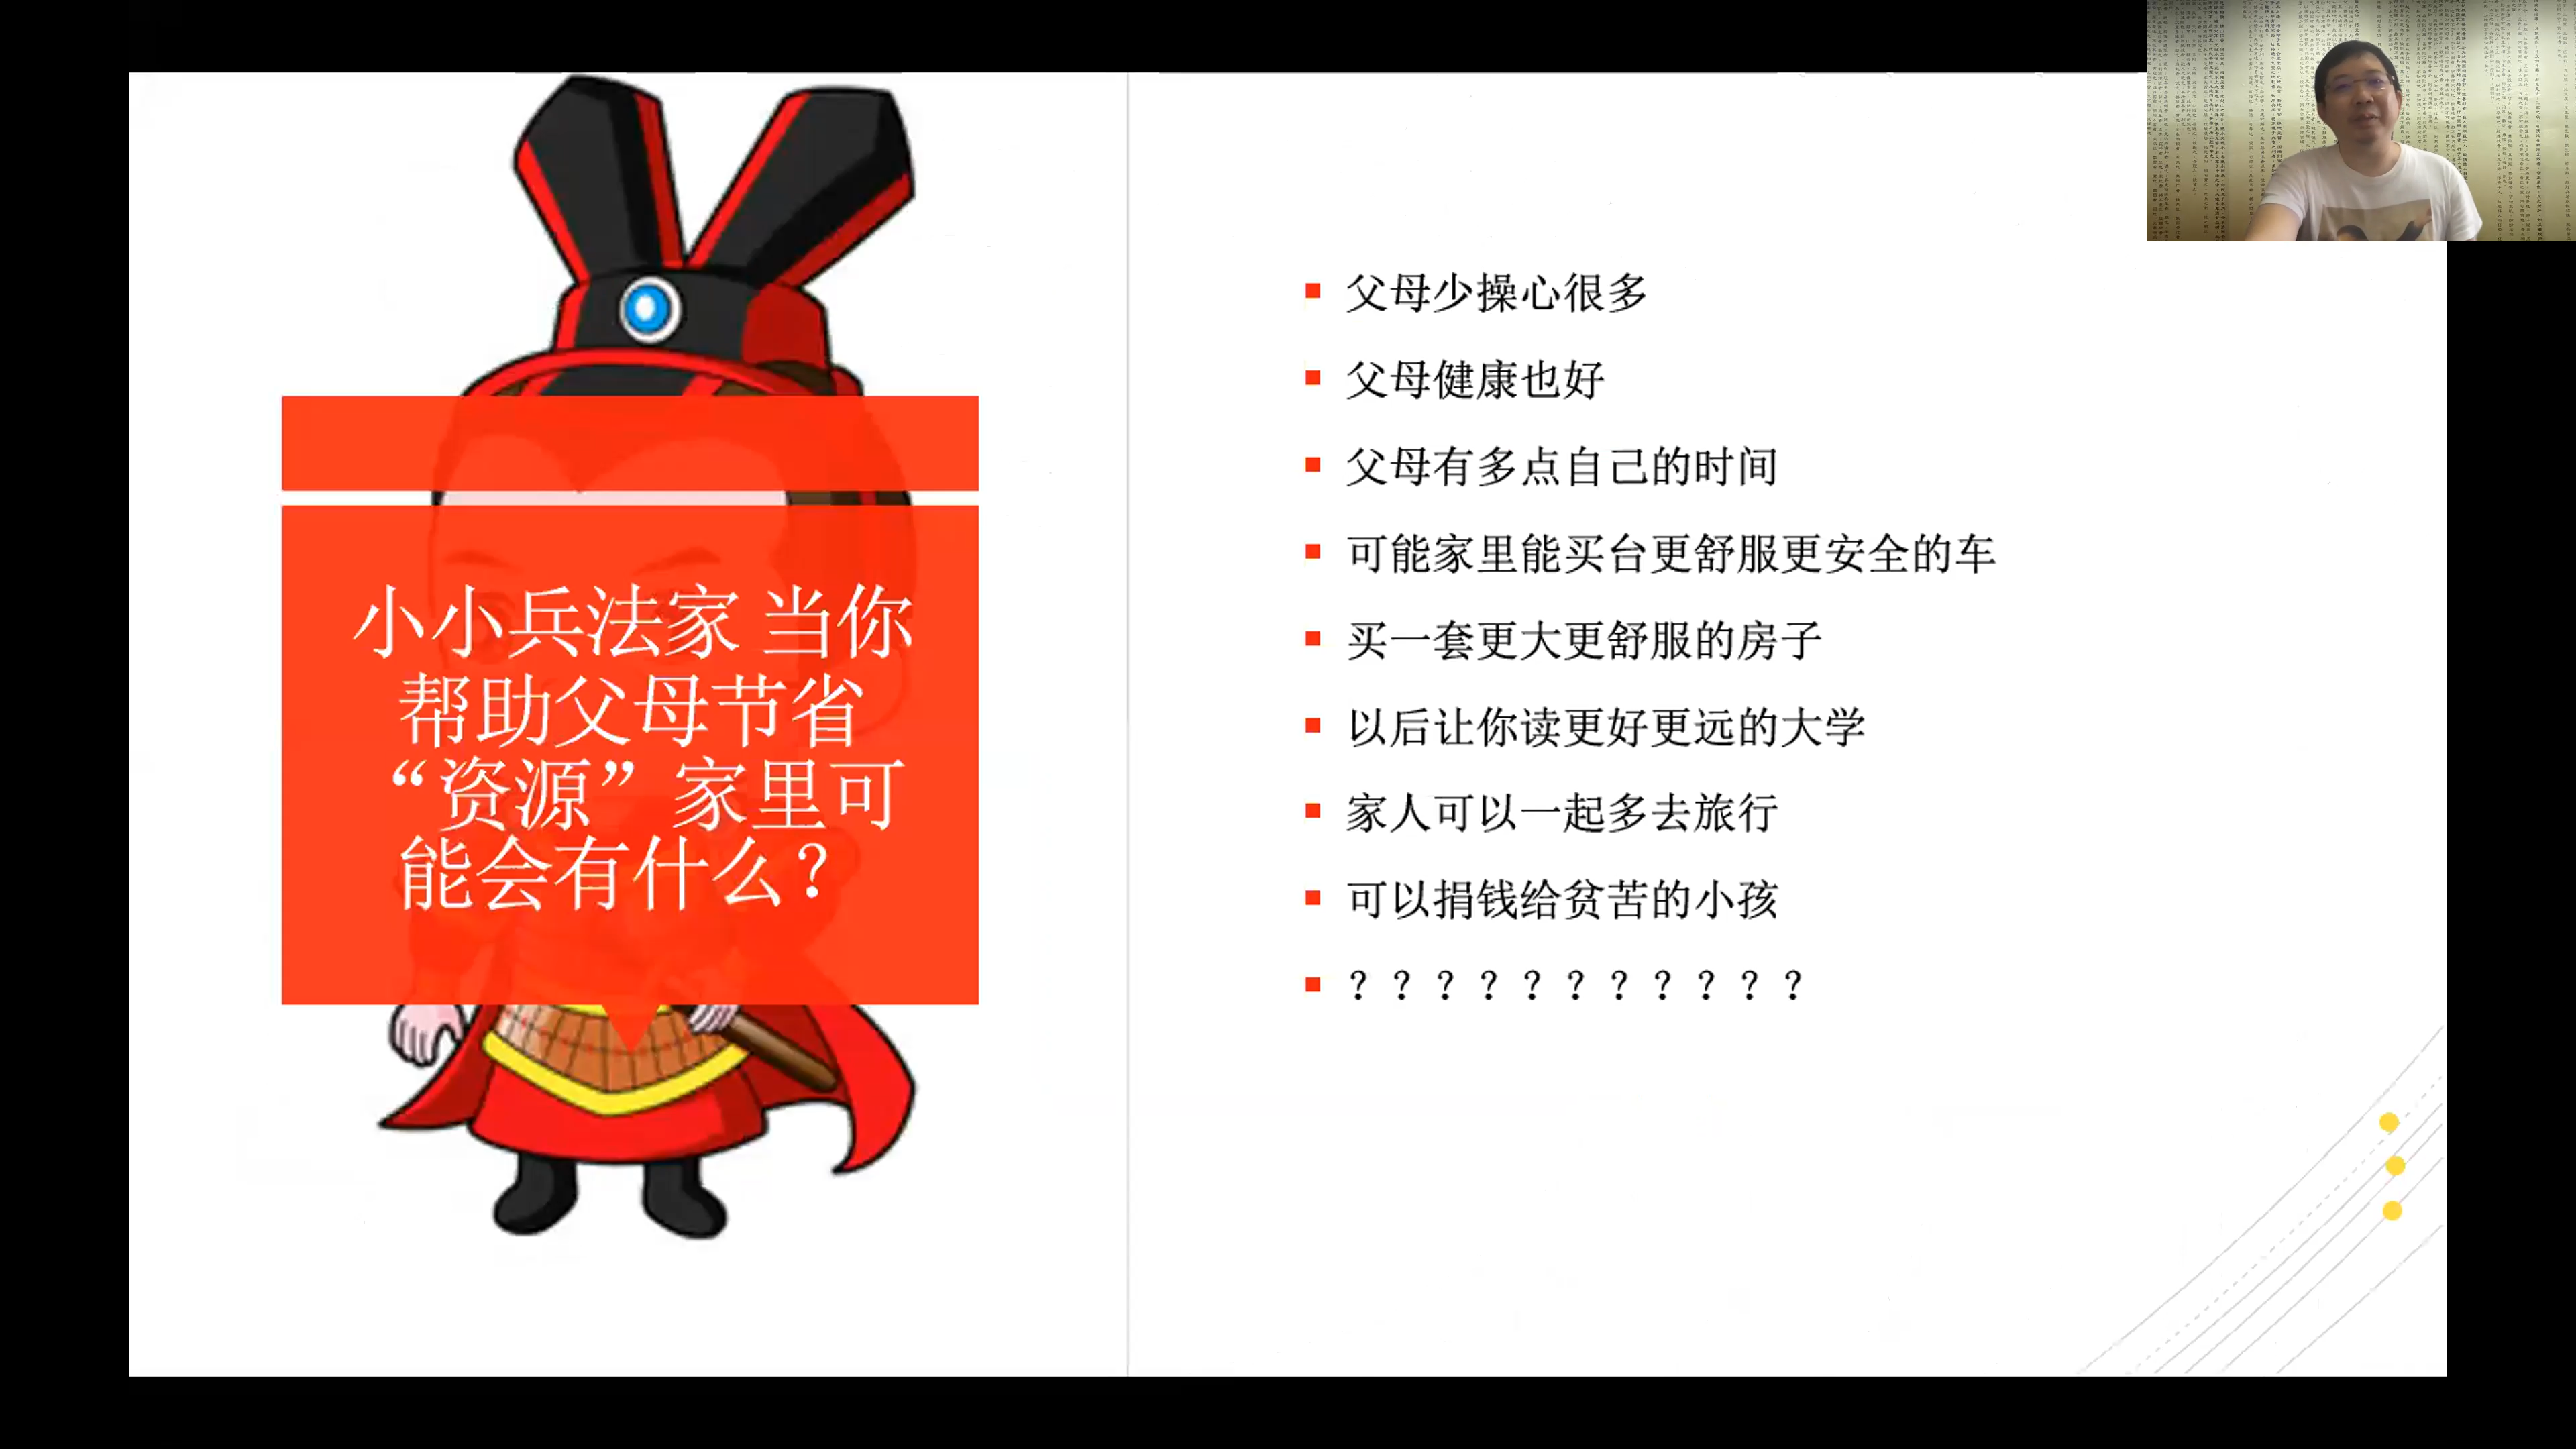 小小兵法家 当你
帮助父母节省
“资源”家里可
能会有什么？
父母少操心很多
父母健康也好
父母有多点自己的时间
可能家里能买台更舒服更安全的车
买一套更大更舒服的房子
以后让你读更好更远的大学
家人可以一起多去旅行
可以捐钱给贫苦的小孩
？？？？？？？？？？？